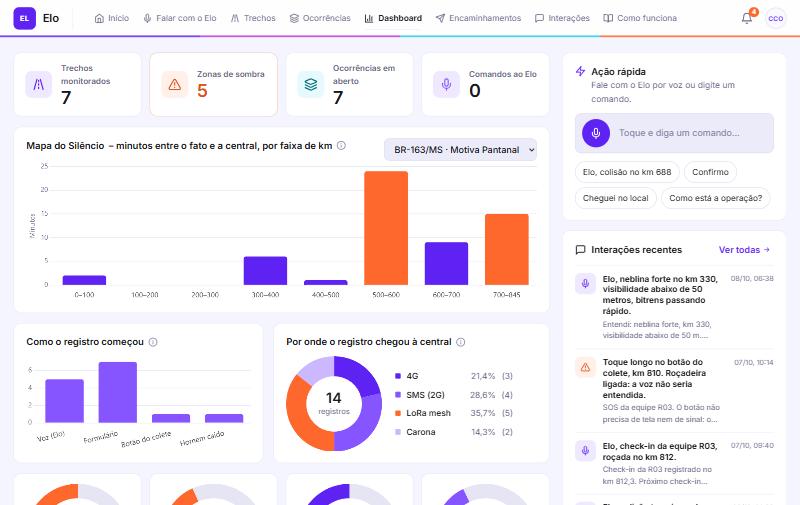 EL Elo Início Falar com o Elo Trechos Ocorrências Dashboard Encaminhamentos Interações Como funciona 4 CCO
Trechos monitorados
7
Zonas de sombra
5
Ocorrências em aberto
7
Comandos ao Elo
0
Mapa do Silêncio – minutos entre o fato e a central, por faixa de km
BR-163/MS · Motiva Pantanal
Minutos
25
20
15
10
5
0
0–100 100–200 200–300 300–400 400–500 500–600 600–700 700–845
Como o registro começou
6
4
2
0
Voz (Elo) Formulário Botão do colete Homem caído
Por onde o registro chegou à central
14
registros
4G 21,4% (3)
SMS (2G) 28,6% (4)
LoRa mesh 35,7% (5)
Carona 14,3% (2)
Ação rápida
Fale com o Elo por voz ou digite um
comando.
Toque e diga um comando...
Elo, colisão no km 688 Confirmo
Cheguei no local Como está a operação?
Interações recentes Ver todas →
Elo, neblina forte no km 330, 08/10, 06:38
visibilidade abaixo de 50
metros, bitrens passando
rápido.
Entendi: neblina forte, km 330,
visibilidade abaixo de 50 m....
Toque longo no botão do 07/10, 10:14
colete, km 810. Roçadeira
ligada: a voz não seria
entendida.
SOS da equipe R03. O botão não
precisa de tela nem de sinal: o...
Elo, check-in da equipe R03, 07/10, 09:40
roçada no km 812.
Check-in da R03 registrado no
km 812,3. Próximo check-in...